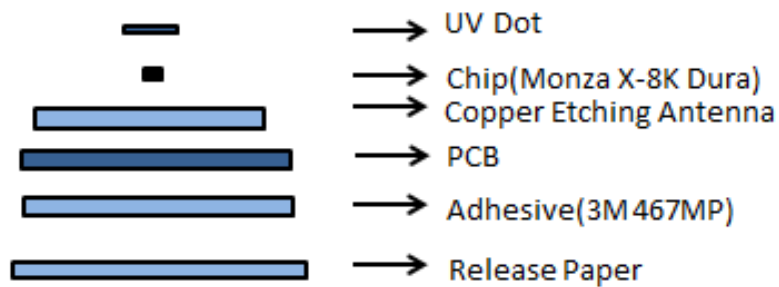 UV Dot
Chip(Monza X-8K Dura)
Copper Etching Antenna
PCB
Adhesive(3M 467MP)
Release Paper